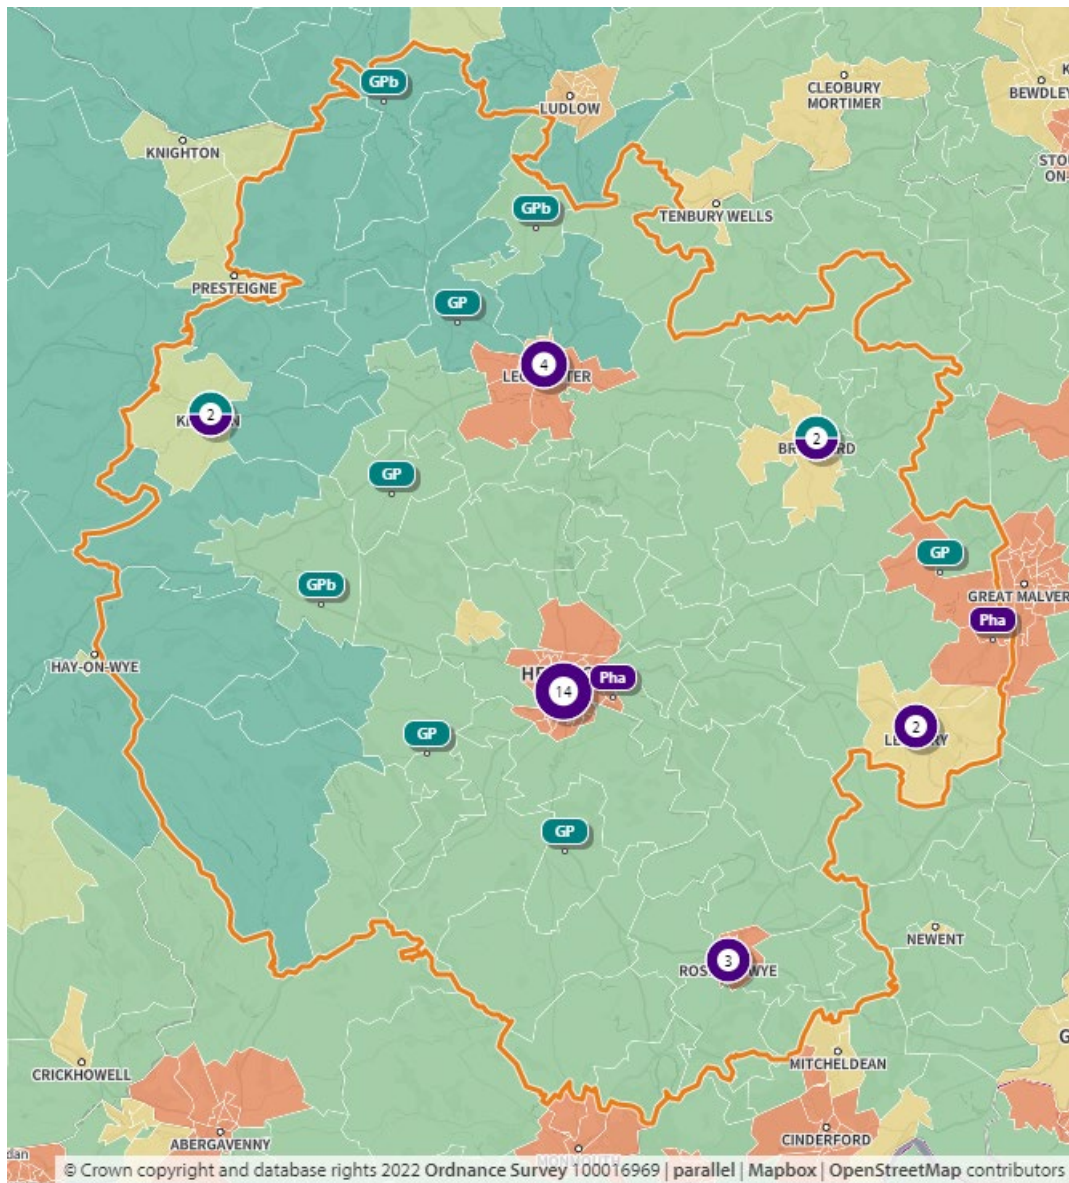 GPb
LUDLOW
CLEOBURY
MORTIMER
BEWDLEY
KNIGHTON
GPb
TENBURY WELLS
PRESTEIGNE
GP
4
2
2
GP
GP
GPb
GREAT MALVER
Pha
HAY-ON-WYE
Pha
14
2
GP
GP
NEWENT
3
MITCHELDEAN
CRICKHOWELL
CINDERFORD
ABERGAVENNY
dan
© Crown copyright and database rights 2022 Ordnance Survey 100016969 | parallel | Mapbox | OpenStreetMap contributors